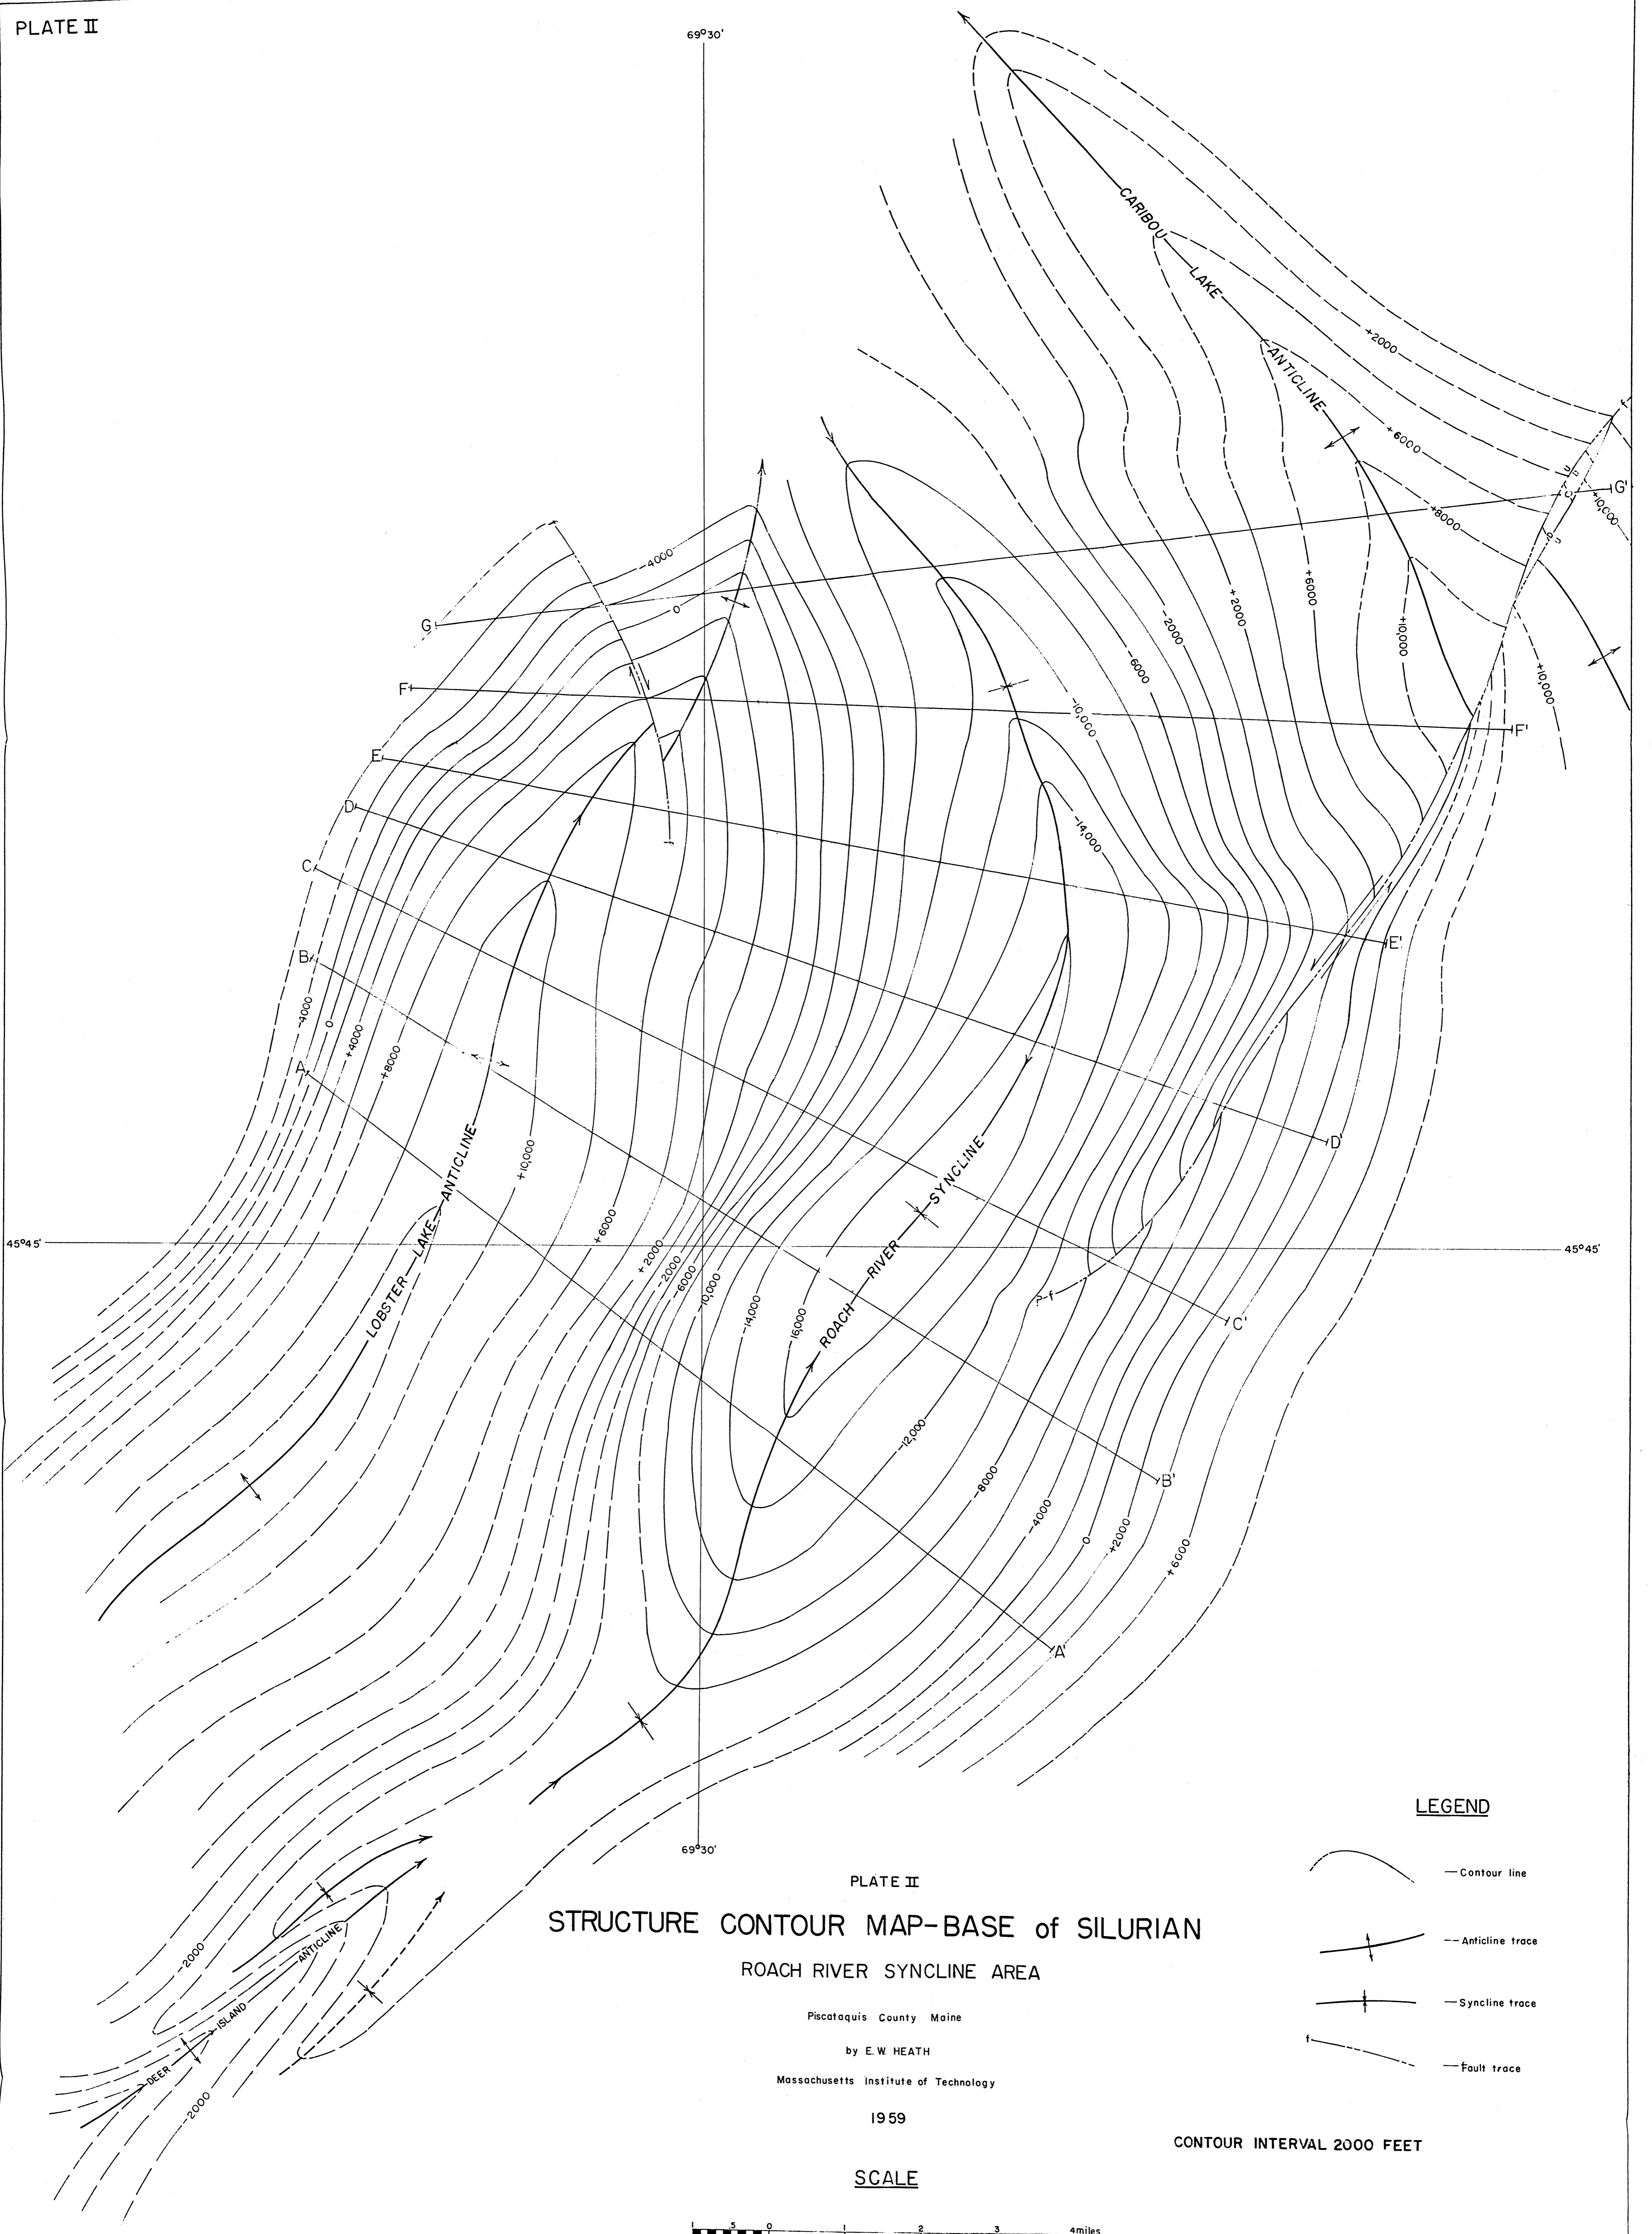 PLATE II
69°30'
CARIBOU LAKE ANTICLINE
+2000
+6000
+8000
+10,000
G'
-4000
0
G
+6000
+2000
-2000
-6000
+10,000
+10,000
F
-10,000
F'
E
D
-14,000
C
E'
B
-4000
0
+4000
+8000
A
D'
LOBSTER LAKE ANTICLINE
+10,000
ROACH RIVER SYNCLINE
45°45'
+6000
+2000
-2000
-6000
-10,000
-14,000
16,000
45°45'
?-f
C'
-12,000
-8000
-4000
0
+2000
+6000
B'
A'
69°30'
DEER ISLAND ANTICLINE
-2000
-2000
PLATE II
STRUCTURE CONTOUR MAP-BASE of SILURIAN
ROACH RIVER SYNCLINE AREA
Piscataquis County Maine
by E.W. HEATH
Massachusetts Institute of Technology
1959
SCALE
1 .5 0 1 2 3 4 miles
LEGEND
—Contour line
--Anticline trace
—Syncline trace
f
—Fault trace
CONTOUR INTERVAL 2000 FEET